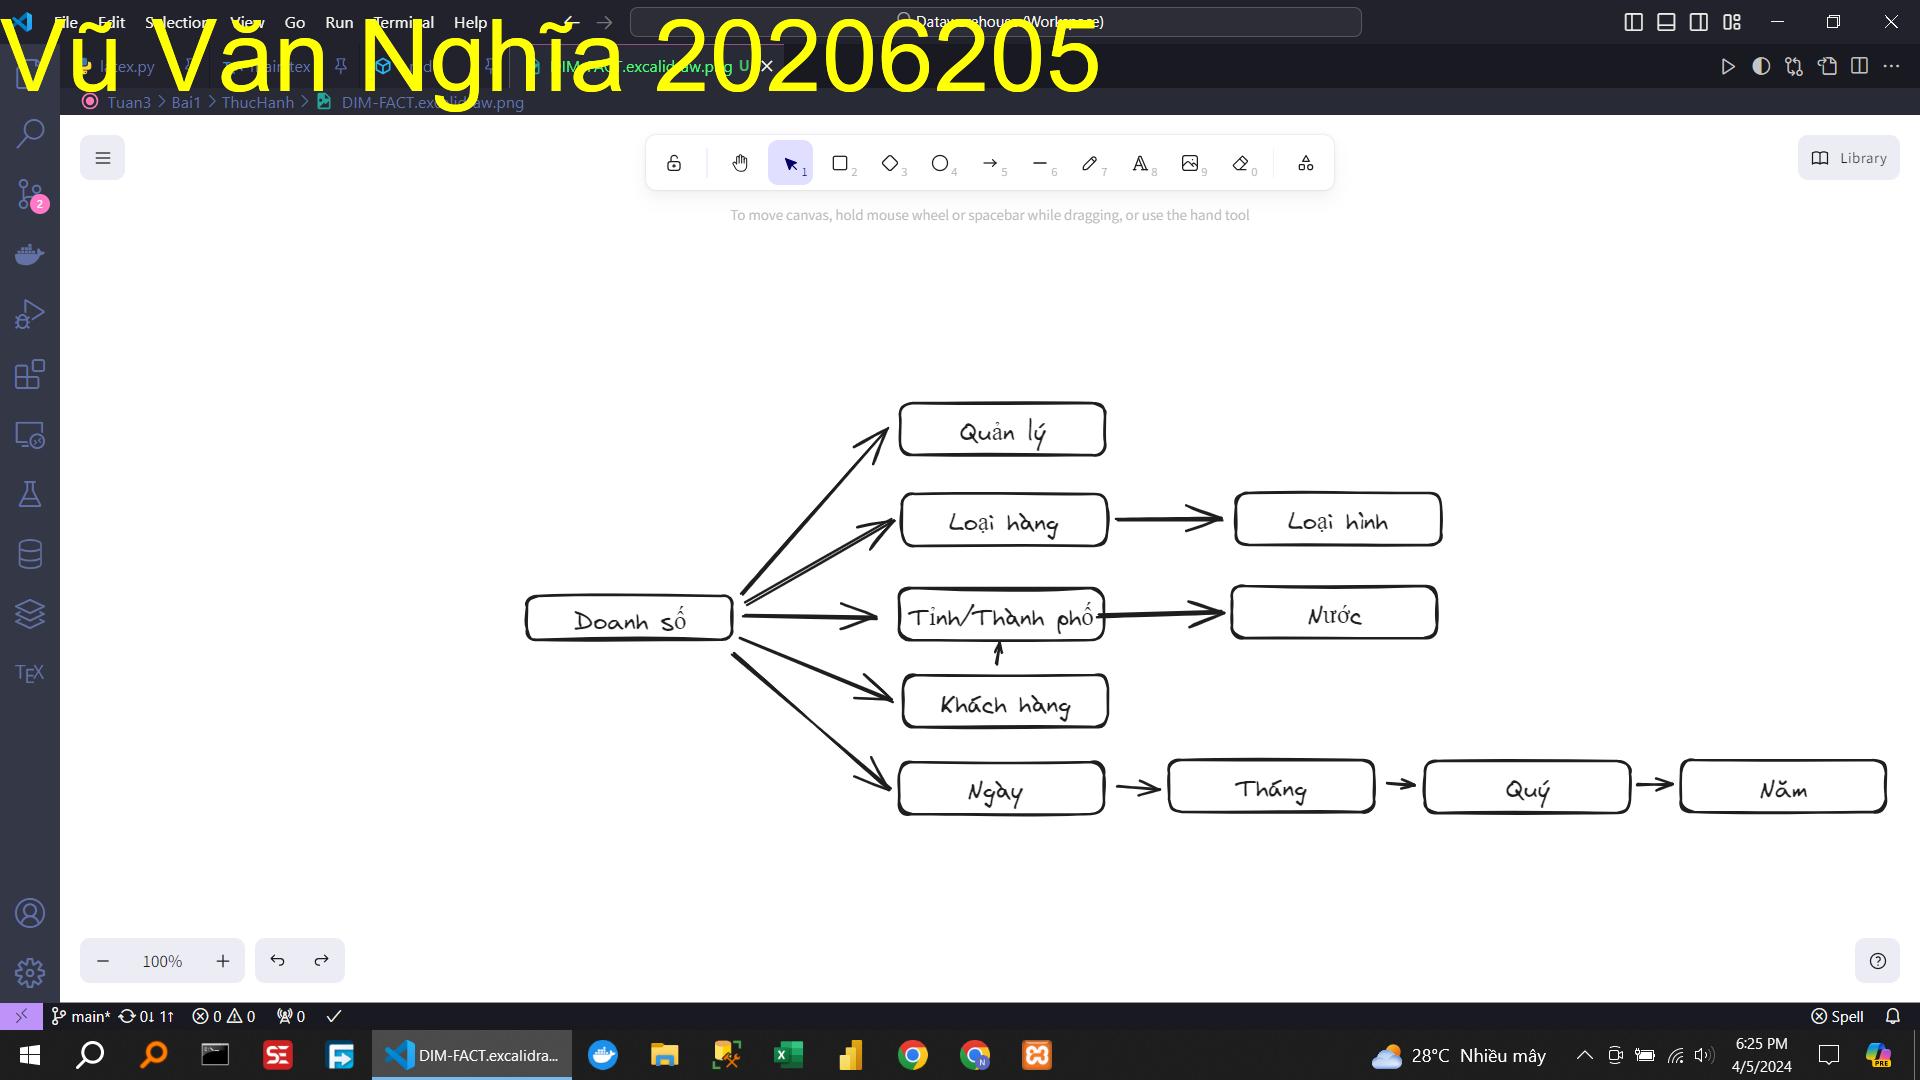 File Edit Selection View Go Run Terminal Help
Datawarehouse (Workspace)
Vũ Văn Nghĩa 20206205
latex.py
main.tex
DIM-FACT.excalidraw.png U
Tuan3 > Bai1 > ThucHanh > DIM-FACT.excalidraw.png
1 2 3 4 5 6 7 8 9 0
Library
To move canvas, hold mouse wheel or spacebar while dragging, or use the hand tool
2
Quản lý
Loại hàng
Loại hình
Doanh số
Tỉnh/Thành phố
Nước
Khách hàng
Ngày
Tháng
Quý
Năm
TEX
100%
main* 0↓ 1↑ 0 0 0
Spell
DIM-FACT.excalidra...
28°C Nhiều mây
6:25 PM
4/5/2024